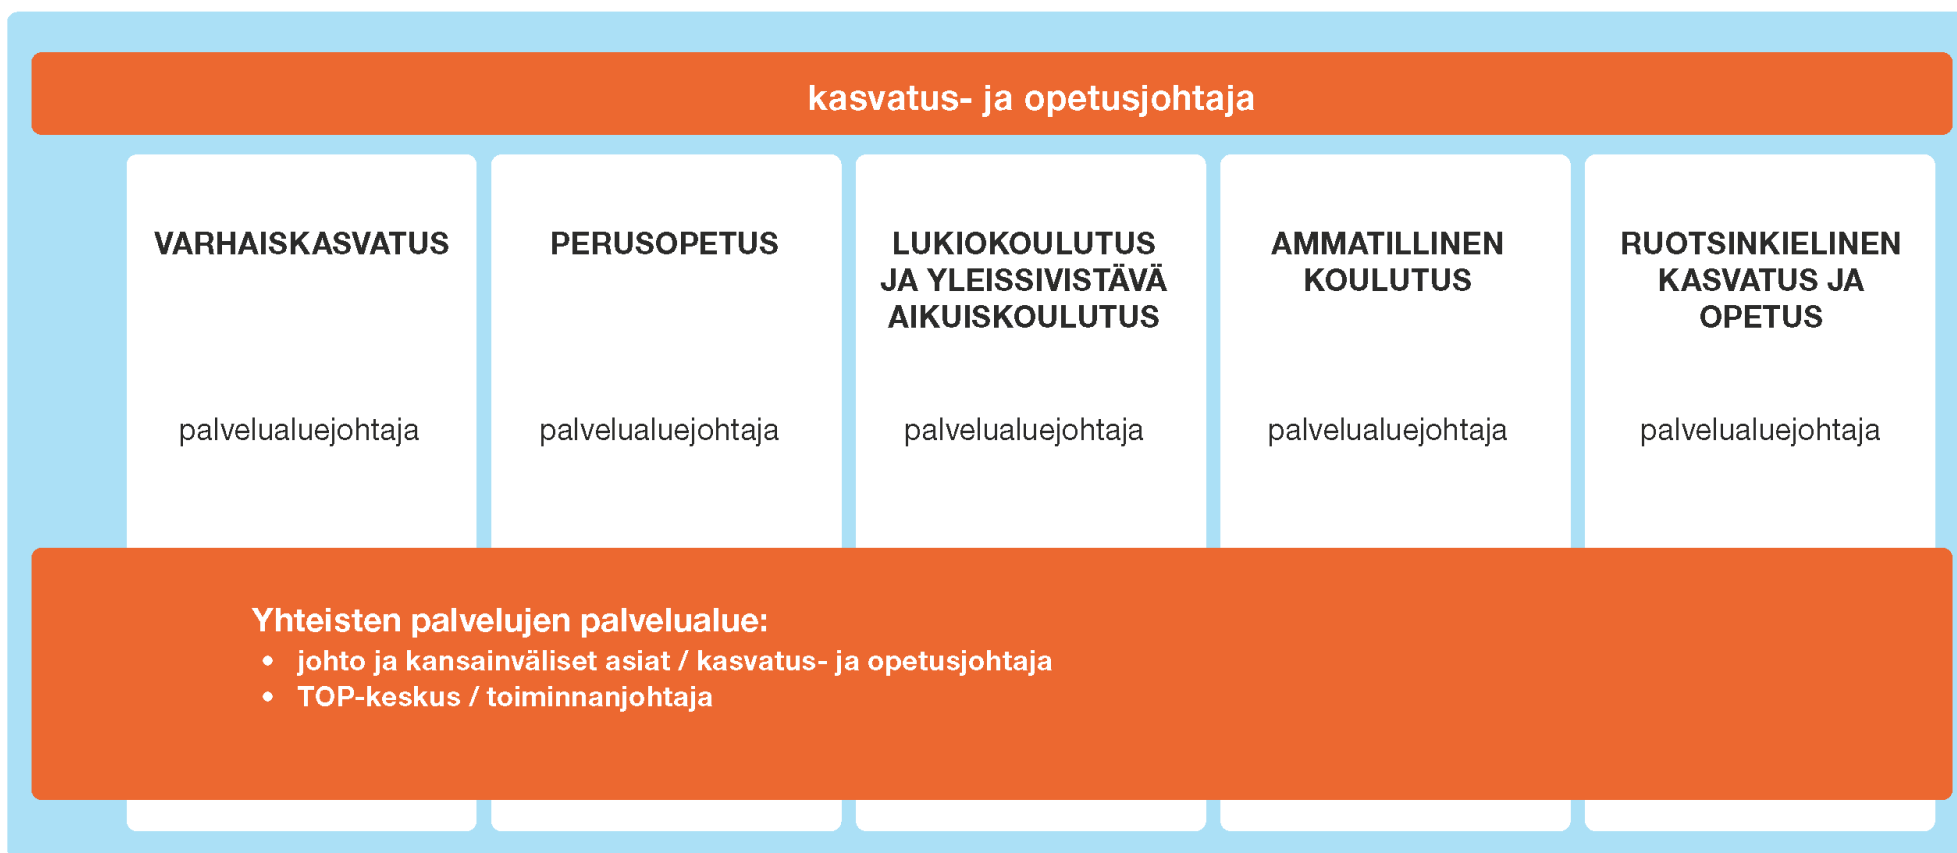 kasvatus- ja opetusjohtaja
VARHAISKASVATUS
palvelualuejohtaja
PERUSOPETUS
palvelualuejohtaja
LUKIOKOULUTUS
JA YLEISSIVISTÄVÄ
AIKUISKOULUTUS
palvelualuejohtaja
AMMATILLINEN
KOULUTUS
palvelualuejohtaja
RUOTSINKIELINEN
KASVATUS JA
OPETUS
palvelualuejohtaja
Yhteisten palvelujen palvelualue:
• johto ja kansainväliset asiat / kasvatus- ja opetusjohtaja
• TOP-keskus / toiminnanjohtaja